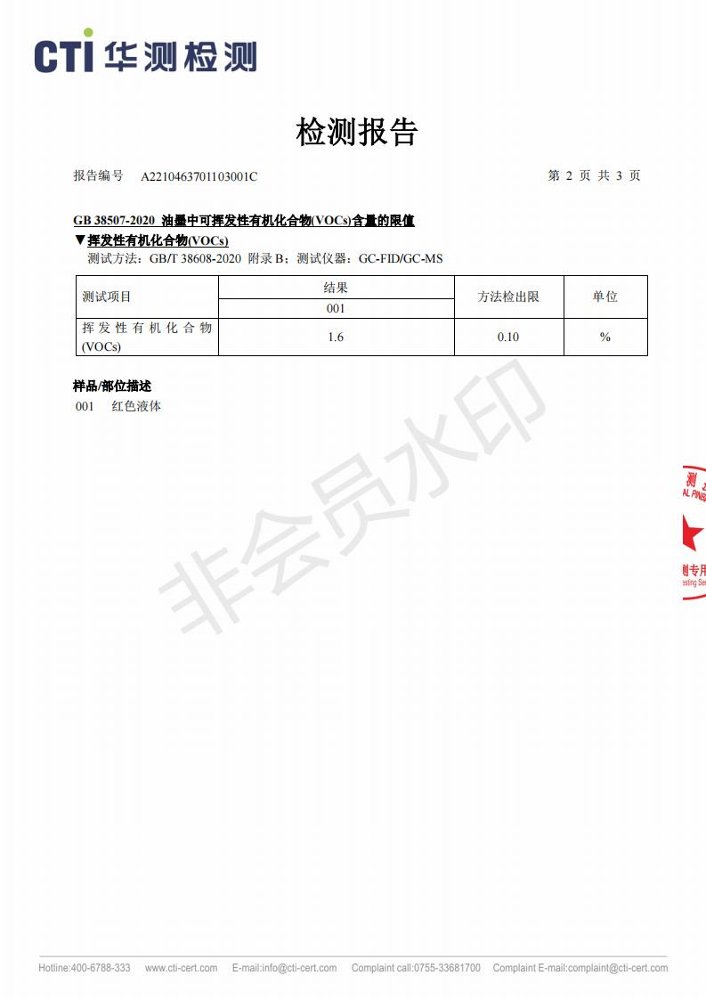 CTI 华测检测
检测报告
报告编号 A2210463701103001C 第 2 页 共 3 页
GB 38507-2020 油墨中可挥发性有机化合物(VOCs)含量的限值
▼挥发性有机化合物(VOCs)
测试方法：GB/T 38608-2020 附录 B；测试仪器：GC-FID/GC-MS
测试项目 结果 方法检出限 单位
001
挥发性有机化合物 1.6 0.10 %
(VOCs)
样品/部位描述
001 红色液体
非会员水印
测
AL PINB
测专用
esting Se
Hotline:400-6788-333 www.cti-cert.com E-mail:info@cti-cert.com Complaint call:0755-33681700 Complaint E-mail:complaint@cti-cert.com